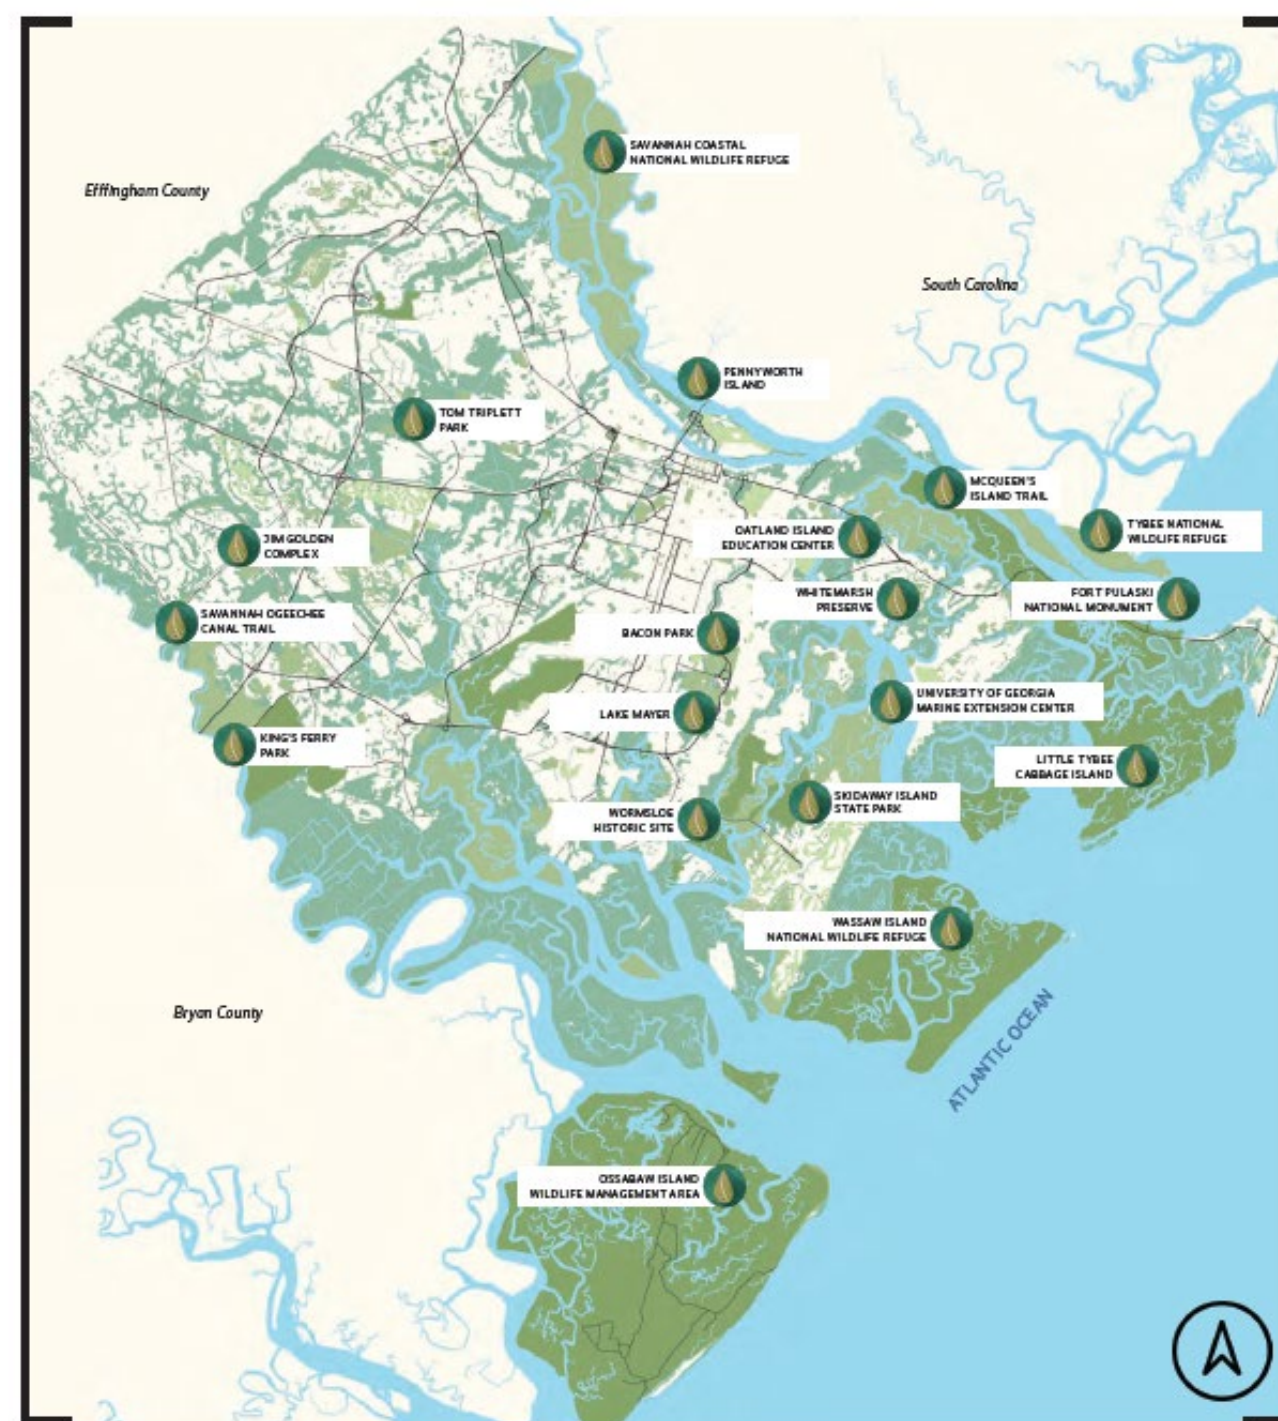 SAVANNAH COASTAL
NATIONAL WILDLIFE REFUGE
Efffingham County
South Carolina
PENNYWORTH
ISLAND
TOM TRIPLETT
PARK
MCQUEEN'S
ISLAND TRAIL
OATLAND ISLAND
EDUCATION CENTER
TYBEE NATIONAL
WILDLIFE REFUGE
JIM GOLDEN
COMPLEX
WHITEMARSH
PRESERVE
FORT PULASKI
NATIONAL MONUMENT
SAVANNAH OGEECHEE
CANAL TRAIL
BACON PARK
UNIVERSITY OF GEORGIA
MARINE EXTENSION CENTER
LAKE MAYER
KING'S FERRY
PARK
LITTLE TYBEE
CABBAGE ISLAND
SKIDAWAY ISLAND
STATE PARK
WORMSLOE
HISTORIC SITE
WASSAW ISLAND
NATIONAL WILDLIFE REFUGE
Bryan County
ATLANTIC OCEAN
OSSABAW ISLAND
WILDLIFE MANAGEMENT AREA